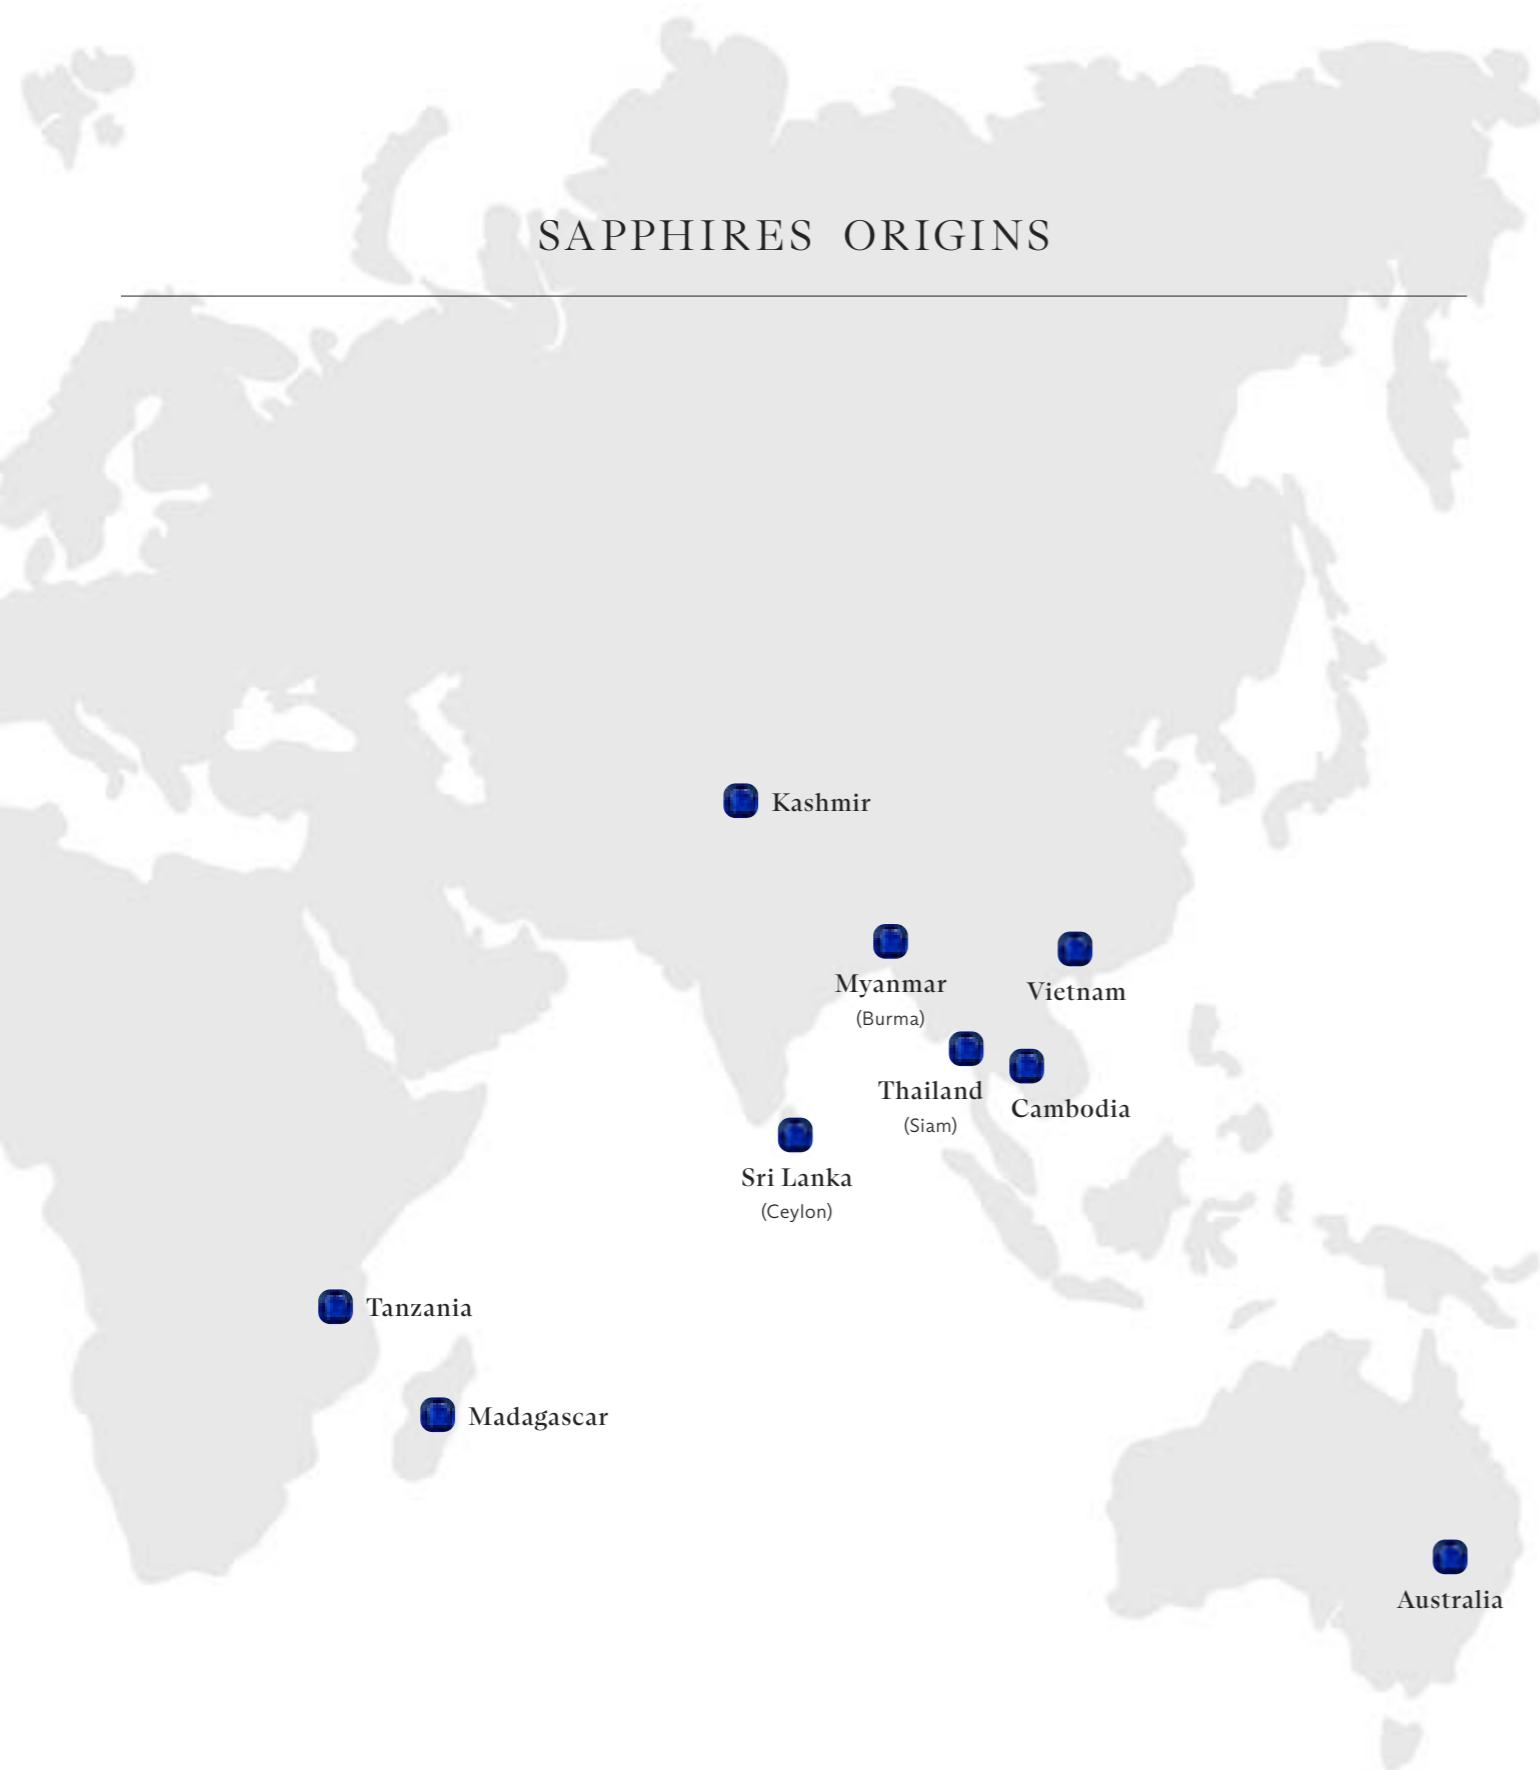 SAPPHIRES ORIGINS
Kashmir
Myanmar
(Burma)
Vietnam
Thailand
(Siam)
Cambodia
Sri Lanka
(Ceylon)
Tanzania
Madagascar
Australia